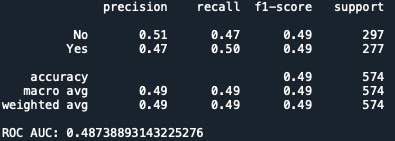 precision recall f1-score support
No 0.51 0.47 0.49 297
Yes 0.47 0.50 0.49 277
accuracy 0.49 574
macro avg 0.49 0.49 0.49 574
weighted avg 0.49 0.49 0.49 574
ROC AUC: 0.48738893143225276